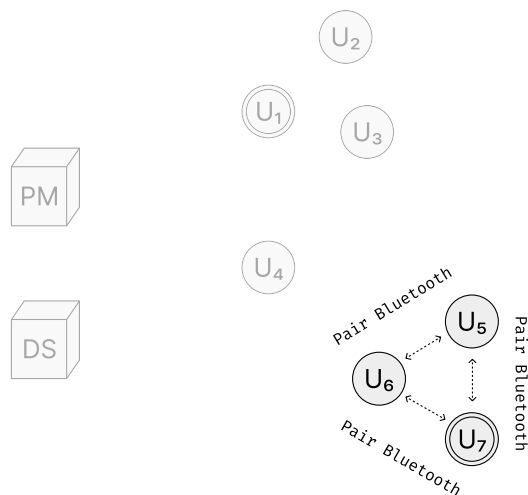 U₂
U₁
U₃
PM
U₄
DS
Pair Bluetooth
U₅
Pair Bluetooth
U₆
U₇
Pair Bluetooth